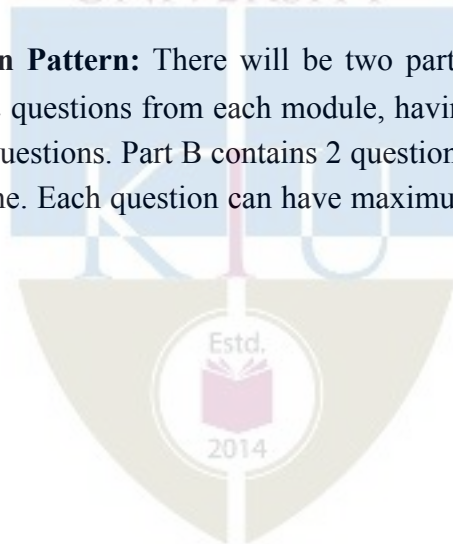 n Pattern: There will be two part
questions from each module, havin
uestions. Part B contains 2 question
ne. Each question can have maximu
KTU
Estd.
2014